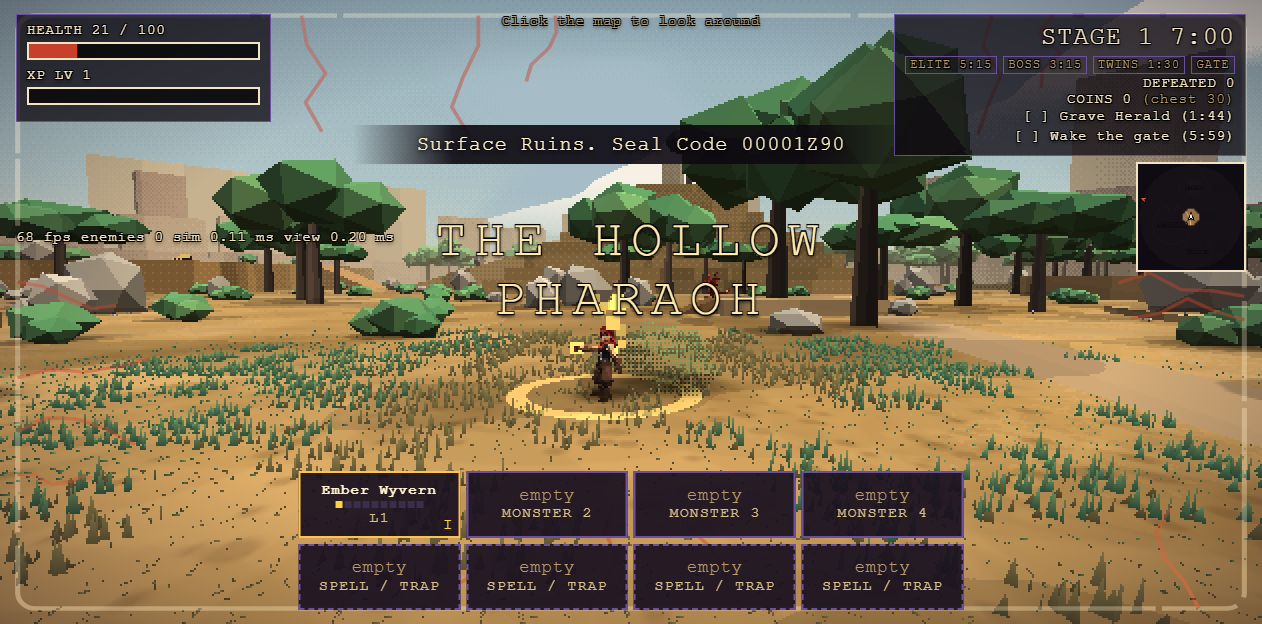 Click the map to look around
HEALTH 21 / 100
XP LV 1
STAGE 1 7:00
ELITE 5:15 BOSS 3:15 TWINS 1:30 GATE
DEFEATED 0
COINS 0 (chest 30)
[ ] Grave Herald (1:44)
[ ] Wake the gate (5:59)
Surface Ruins. Seal Code 00001Z90
68 fps enemies 0 sim 0.11 ms view 0.20 ms
THE HOLLOW
PHARAOH
Ember Wyvern
L1
I
empty
MONSTER 2
empty
MONSTER 3
empty
MONSTER 4
empty
SPELL / TRAP
empty
SPELL / TRAP
empty
SPELL / TRAP
empty
SPELL / TRAP